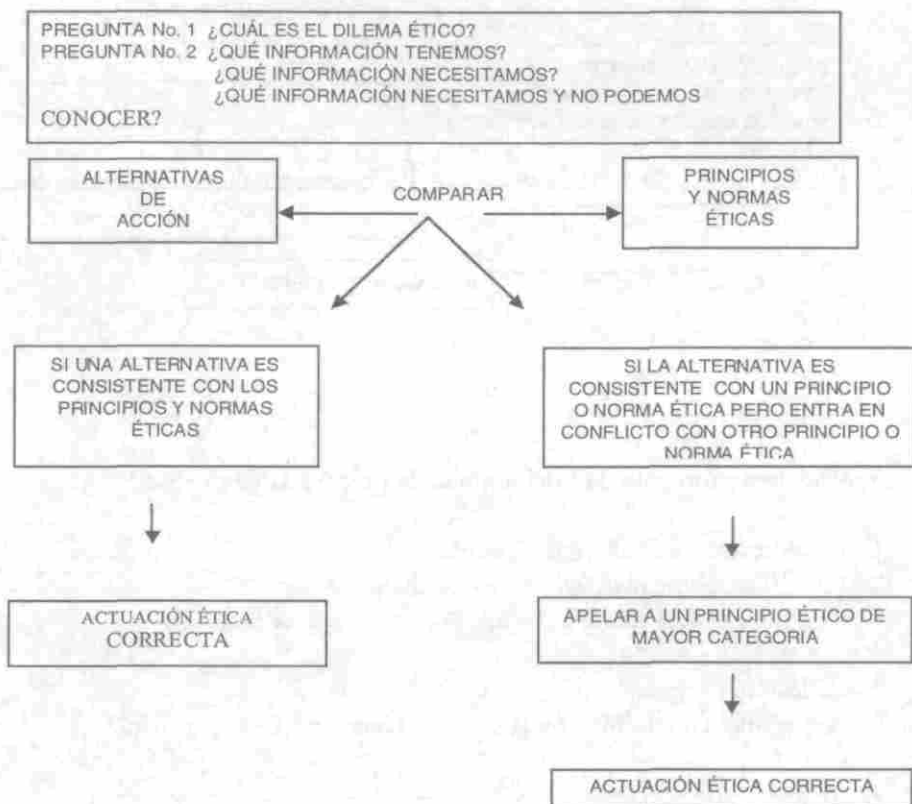 PREGUNTA No. 1 ¿CUÁL ES EL DILEMA ÉTICO?
PREGUNTA No. 2 ¿QUÉ INFORMACIÓN TENEMOS?
¿QUÉ INFORMACIÓN NECESITAMOS?
¿QUÉ INFORMACIÓN NECESITAMOS Y NO PODEMOS
CONOCER?
ALTERNATIVAS
DE
ACCIÓN
COMPARAR
PRINCIPIOS
Y NORMAS
ÉTICAS
SI UNA ALTERNATIVA ES
CONSISTENTE CON LOS
PRINCIPIOS Y NORMAS
ÉTICAS
SI LA ALTERNATIVA ES
CONSISTENTE CON UN PRINCIPIO
O NORMA ÉTICA PERO ENTRA EN
CONFLICTO CON OTRO PRINCIPIO O
NORMA ÉTICA
ACTUACIÓN ÉTICA
CORRECTA
APELAR A UN PRINCIPIO ÉTICO DE
MAYOR CATEGORIA
ACTUACIÓN ÉTICA CORRECTA